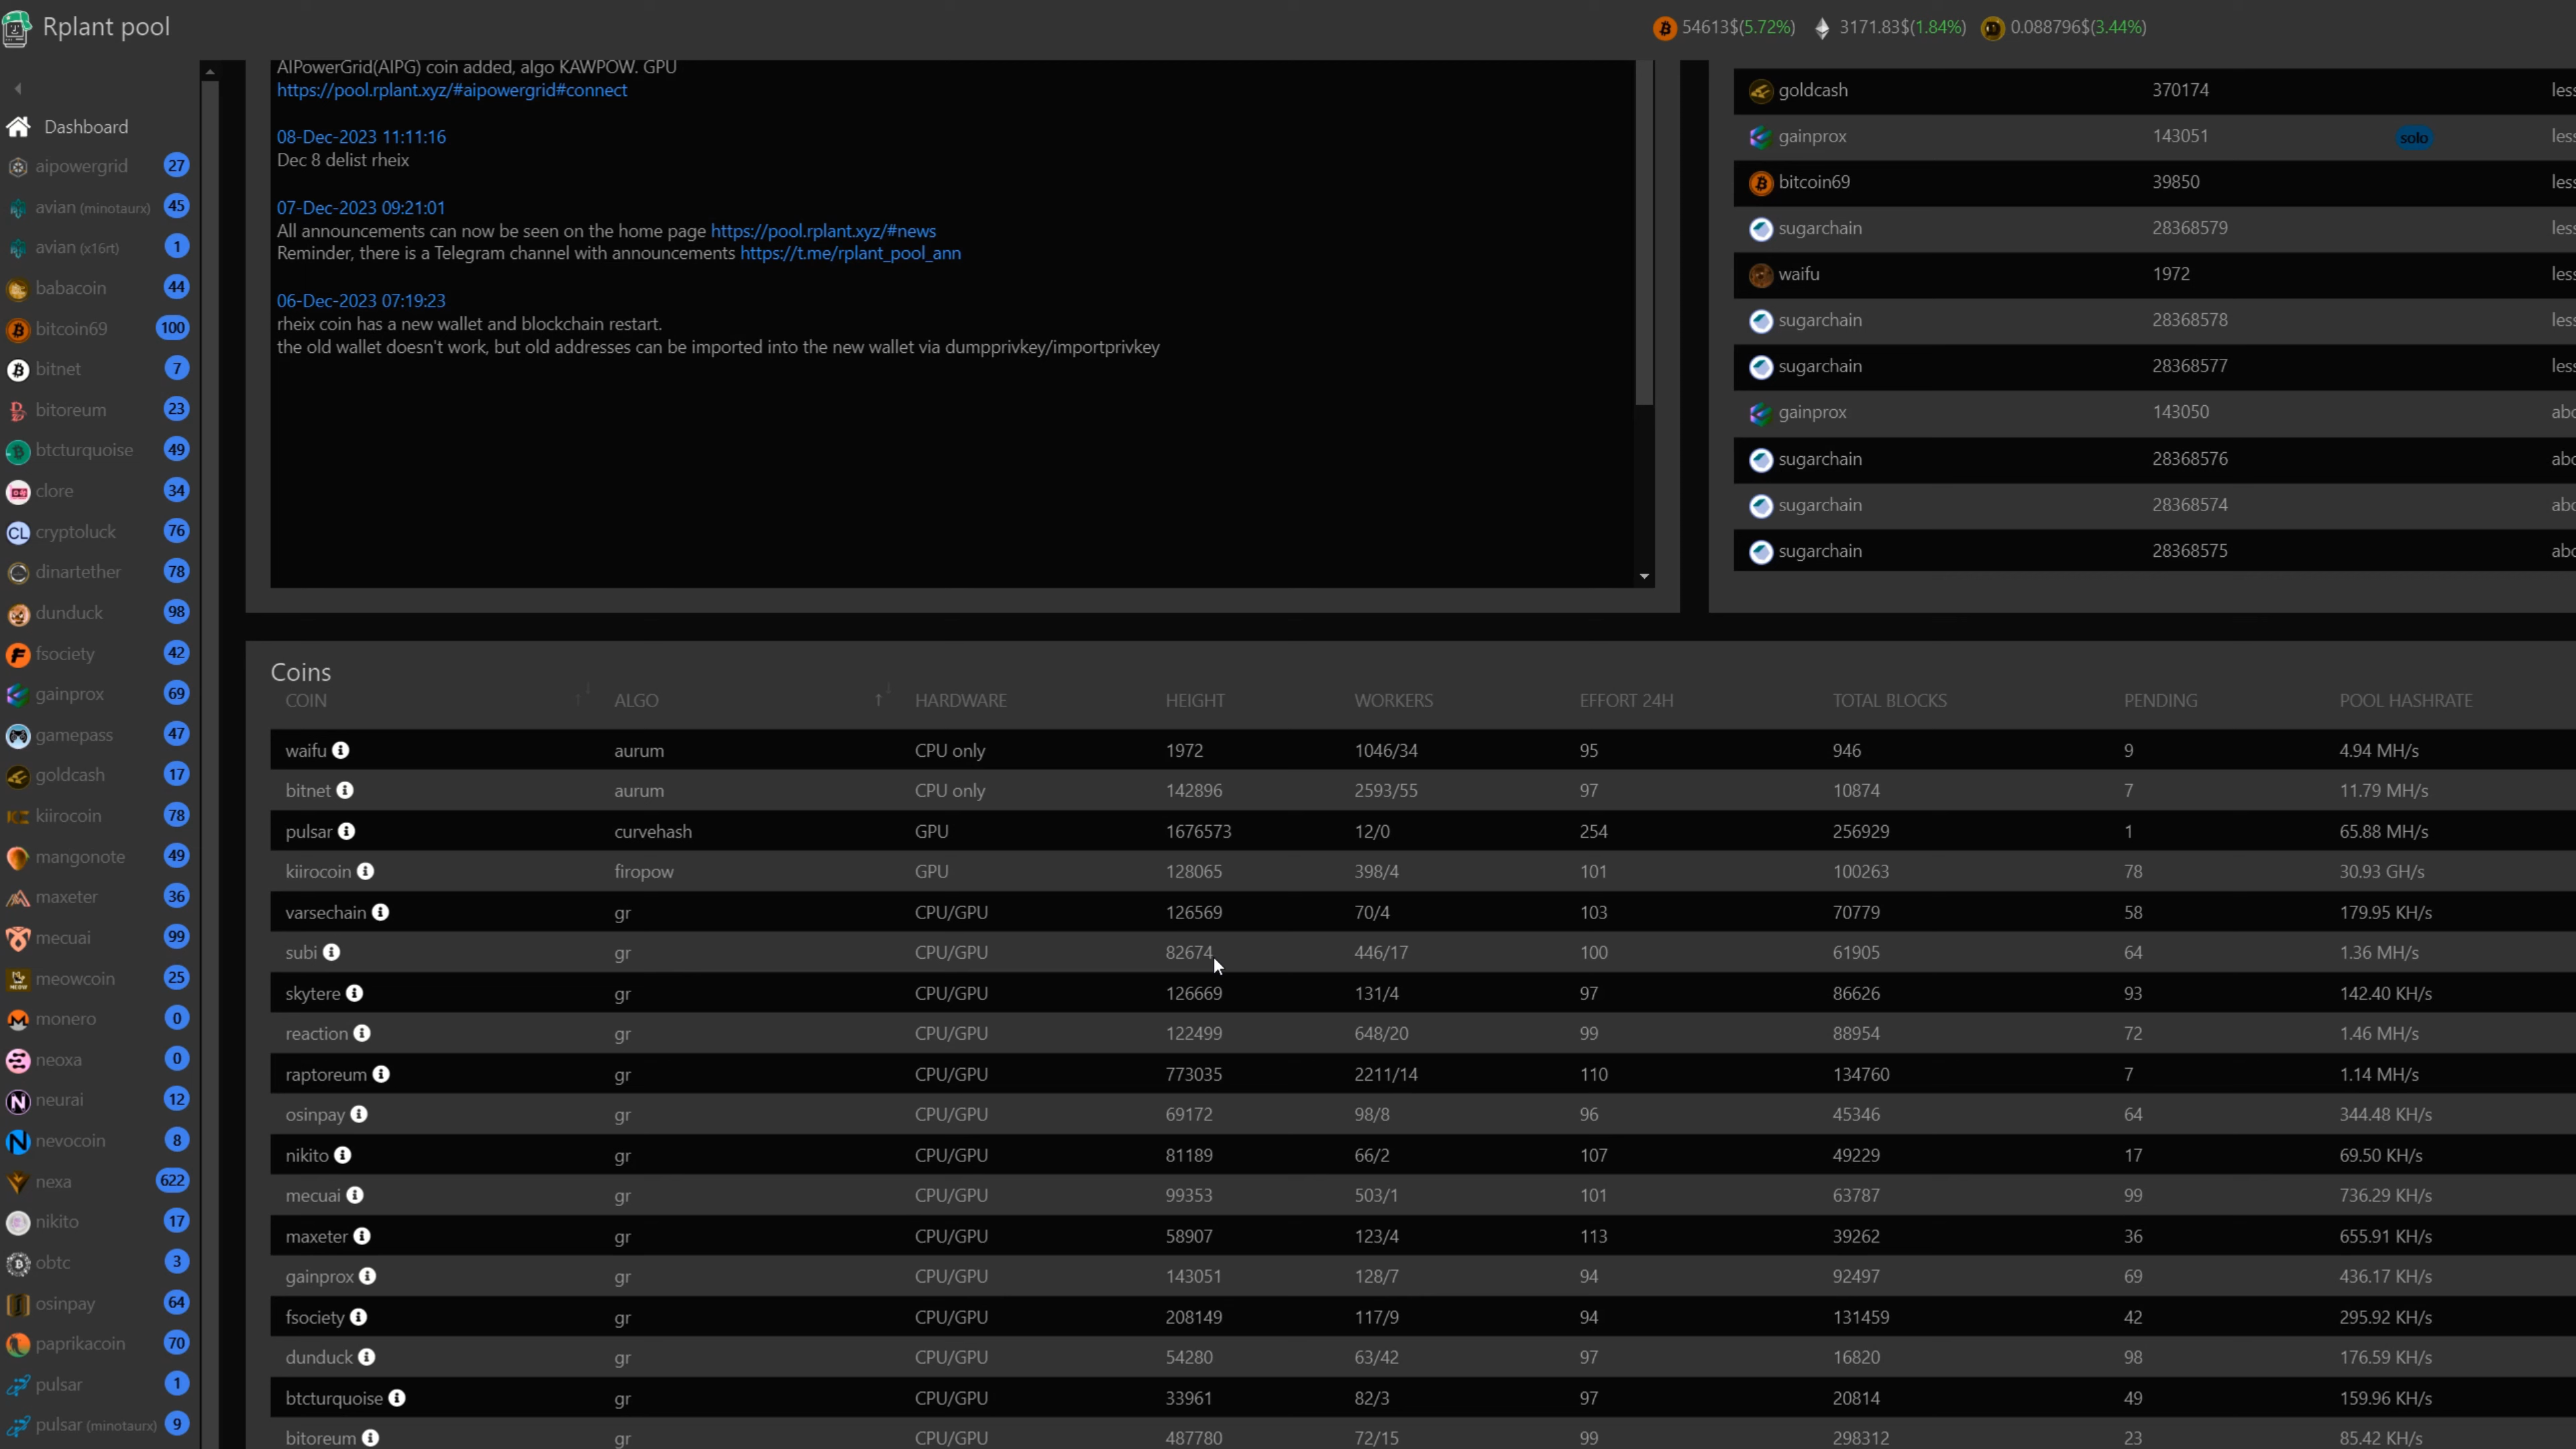 Rplant pool
54613$(5.72%) 3171.83$(1.84%) 0.088796$(3.44%)
Dashboard
aipowergrid 27
avian (minotaurx) 45
avian (x16rt) 1
babacoin 44
bitcoin69 100
bitnet 7
bitoreum 23
btcturquoise 49
clore 34
CL cryptoluck 76
dinartether 78
dunduck 98
fsociety 42
gainprox 69
gamepass 47
goldcash 17
kiirocoin 78
mangonote 49
maxeter 36
mecuai 99
meowcoin 25
monero 0
neoxa 0
neurai 12
nevocoin 8
nexa 622
nikito 17
obtc 3
osinpay 64
paprikacoin 70
pulsar 1
pulsar (minotaurx) 9
AIPowerGrid(AIPG) coin added, algo KAWPOW. GPU
https://pool.rplant.xyz/#aipowergrid#connect
08-Dec-2023 11:11:16
Dec 8 delist rheix
07-Dec-2023 09:21:01
All announcements can now be seen on the home page https://pool.rplant.xyz/#news
Reminder, there is a Telegram channel with announcements https://t.me/rplant_pool_ann
06-Dec-2023 07:19:23
rheix coin has a new wallet and blockchain restart.
the old wallet doesn't work, but old addresses can be imported into the new wallet via dumpprivkey/importprivkey
goldcash 370174 less
gainprox 143051 solo less
bitcoin69 39850 less
sugarchain 28368579 less
waifu 1972 less
sugarchain 28368578 less
sugarchain 28368577 less
gainprox 143050 abo
sugarchain 28368576 abo
sugarchain 28368574 abo
sugarchain 28368575 abo
Coins
COIN ALGO HARDWARE HEIGHT WORKERS EFFORT 24H TOTAL BLOCKS PENDING POOL HASHRATE
waifu aurum CPU only 1972 1046/34 95 946 9 4.94 MH/s
bitnet aurum CPU only 142896 2593/55 97 10874 7 11.79 MH/s
pulsar curvehash GPU 1676573 12/0 254 256929 1 65.88 MH/s
kiirocoin firopow GPU 128065 398/4 101 100263 78 30.93 GH/s
varsechain gr CPU/GPU 126569 70/4 103 70779 58 179.95 KH/s
subi gr CPU/GPU 82674 446/17 100 61905 64 1.36 MH/s
skytere gr CPU/GPU 126669 131/4 97 86626 93 142.40 KH/s
reaction gr CPU/GPU 122499 648/20 99 88954 72 1.46 MH/s
raptoreum gr CPU/GPU 773035 2211/14 110 134760 7 1.14 MH/s
osinpay gr CPU/GPU 69172 98/8 96 45346 64 344.48 KH/s
nikito gr CPU/GPU 81189 66/2 107 49229 17 69.50 KH/s
mecuai gr CPU/GPU 99353 503/1 101 63787 99 736.29 KH/s
maxeter gr CPU/GPU 58907 123/4 113 39262 36 655.91 KH/s
gainprox gr CPU/GPU 143051 128/7 94 92497 69 436.17 KH/s
fsociety gr CPU/GPU 208149 117/9 94 131459 42 295.92 KH/s
dunduck gr CPU/GPU 54280 63/42 97 16820 98 176.59 KH/s
btcturquoise gr CPU/GPU 33961 82/3 97 20814 49 159.96 KH/s
bitoreum gr CPU/GPU 487780 72/15 99 298312 23 85.42 KH/s